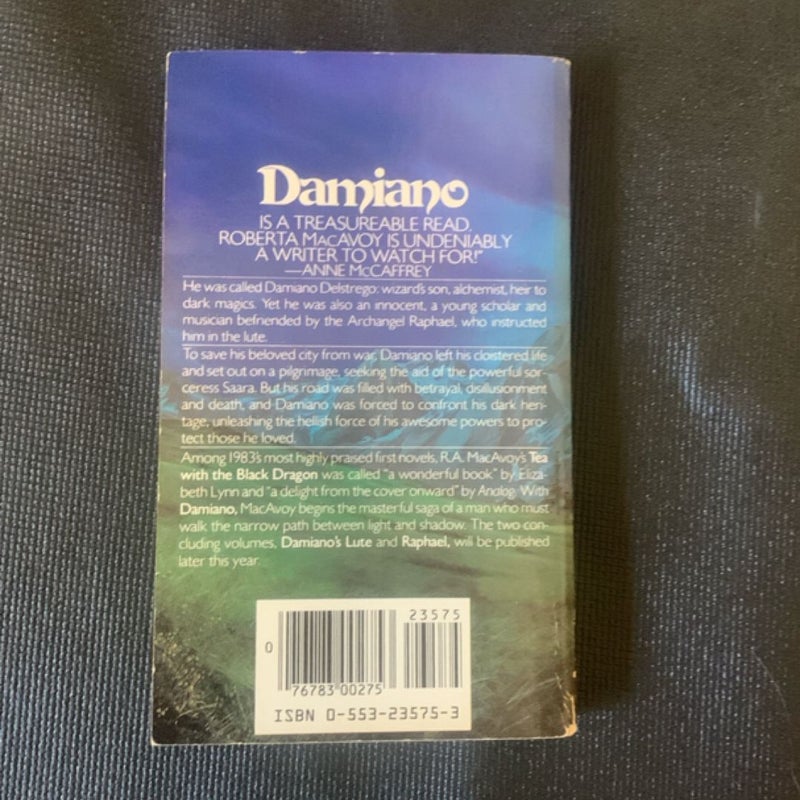 Damiano
IS A TREASUREABLE READ.
ROBERTA MACAVOY IS UNDENIABLY
A WRITER TO WATCH FOR!"
—ANNE McCAFFREY
He was called Damiano Delstrego: wizard's son, alchemist, heir to
dark magics. Yet he was also an innocent, a young scholar and
musician befriended by the Archangel Raphael, who instructed
him in the lute.
To save his beloved city from war, Damiano left his cloistered life
and set out on a pilgrimage, seeking the aid of the powerful sor-
ceress Saara. But his road was filled with betrayal, disillusionment
and death, and Damiano was forced to confront his dark heri-
tage, unleashing the hellish force of his awesome powers to pro-
tect those he loved.
Among 1983's most highly praised first novels, R.A. MacAvoy's Tea
with the Black Dragon was called "a wonderful book" by Eliza-
beth Lynn and "a delight from the cover onward" by Analog. With
Damiano, MacAvoy begins the masterful saga of a man who must
walk the narrow path between light and shadow. The two con-
cluding volumes, Damiano's Lute and Raphael, will be published
later this year.
23575
0
76783 00275
ISBN 0-553-23575-3